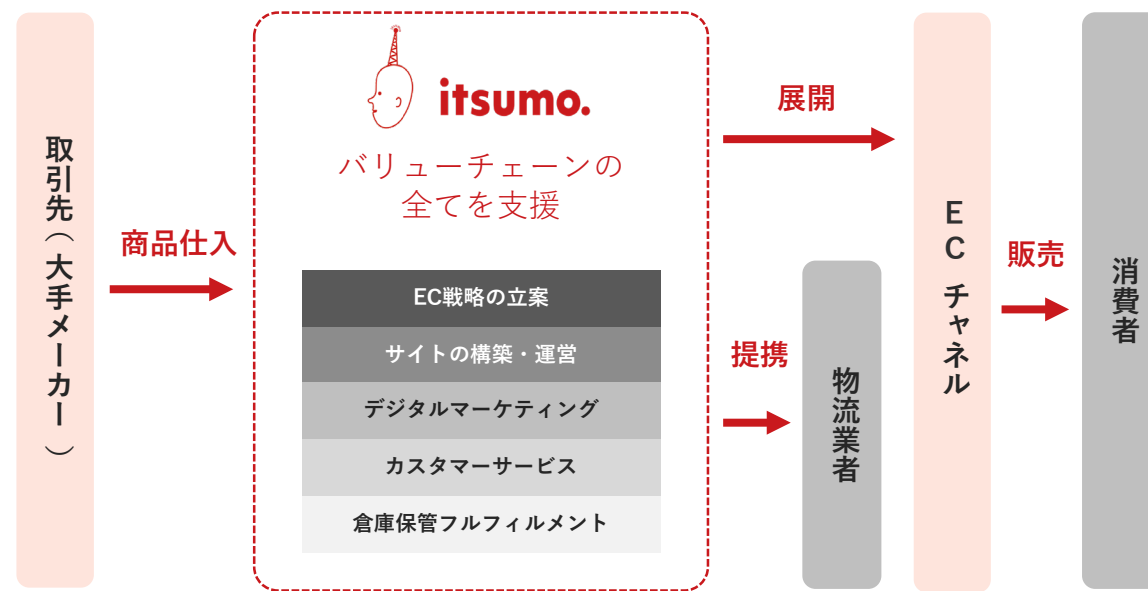 取引先（大手メーカー）
商品仕入
itsumo.
バリューチェーンの
全てを支援
EC戦略の立案
サイトの構築・運営
デジタルマーケティング
カスタマーサービス
倉庫保管フルフィルメント
展開
提携
物流業者
EC チャネル
販売
消費者